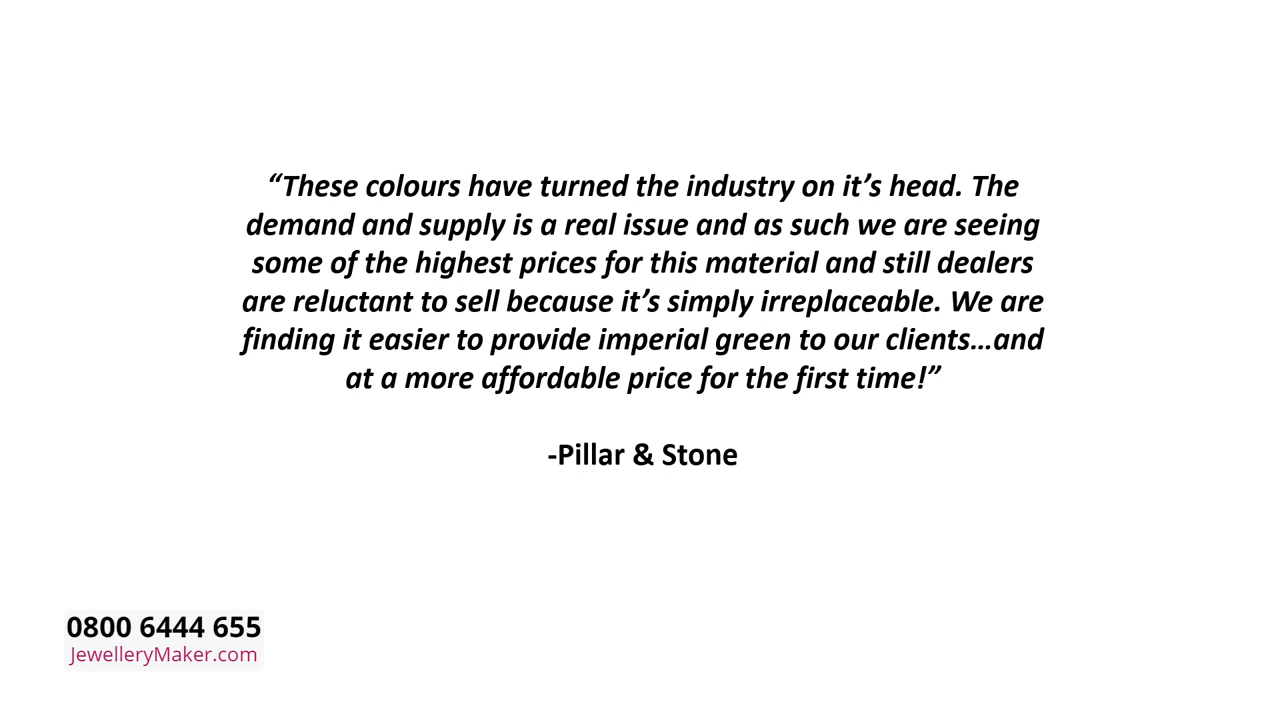 “These colours have turned the industry on it’s head. The
demand and supply is a real issue and as such we are seeing
some of the highest prices for this material and still dealers
are reluctant to sell because it’s simply irreplaceable. We are
finding it easier to provide imperial green to our clients…and
at a more affordable price for the first time!”
-Pillar & Stone
0800 6444 655
JewelleryMaker.com